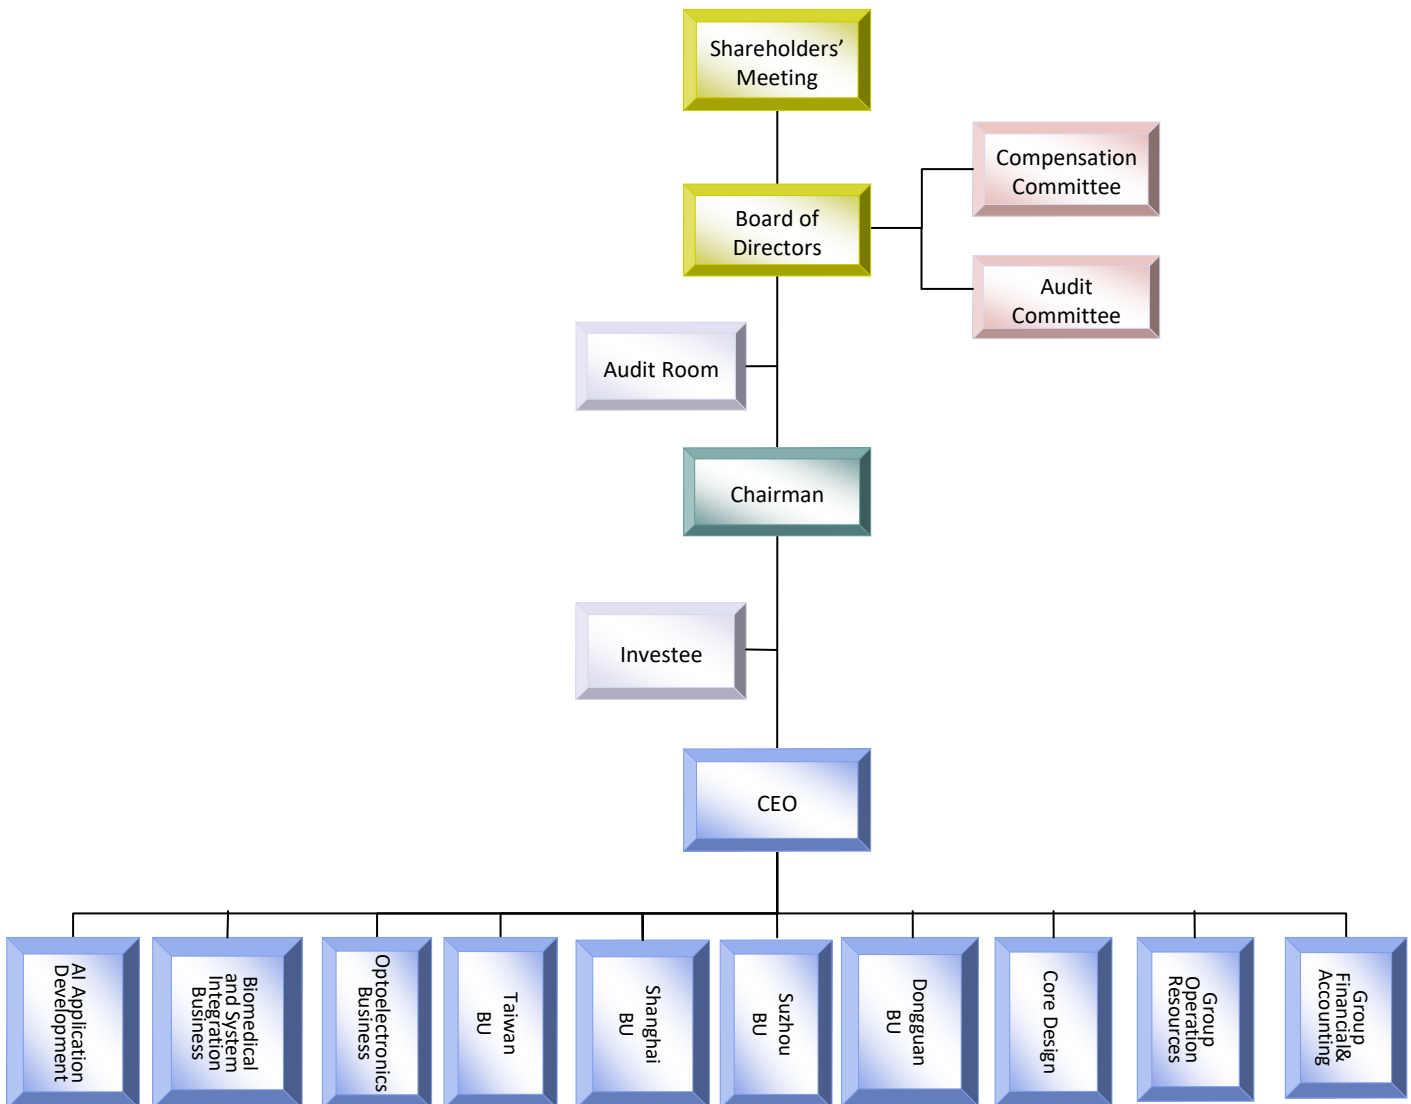 Shareholders’
Meeting
Compensation
Committee
Board of
Directors
Audit
Committee
Audit Room
Chairman
Investee
CEO
AI Application
Development
Biomedical
and System
Integration
Business
Optoelectronics
Business
Taiwan
BU
Shanghai
BU
Suzhou
BU
Dongguan
BU
Core Design
Group
Operation
Resources
Group
Financial&
Accounting